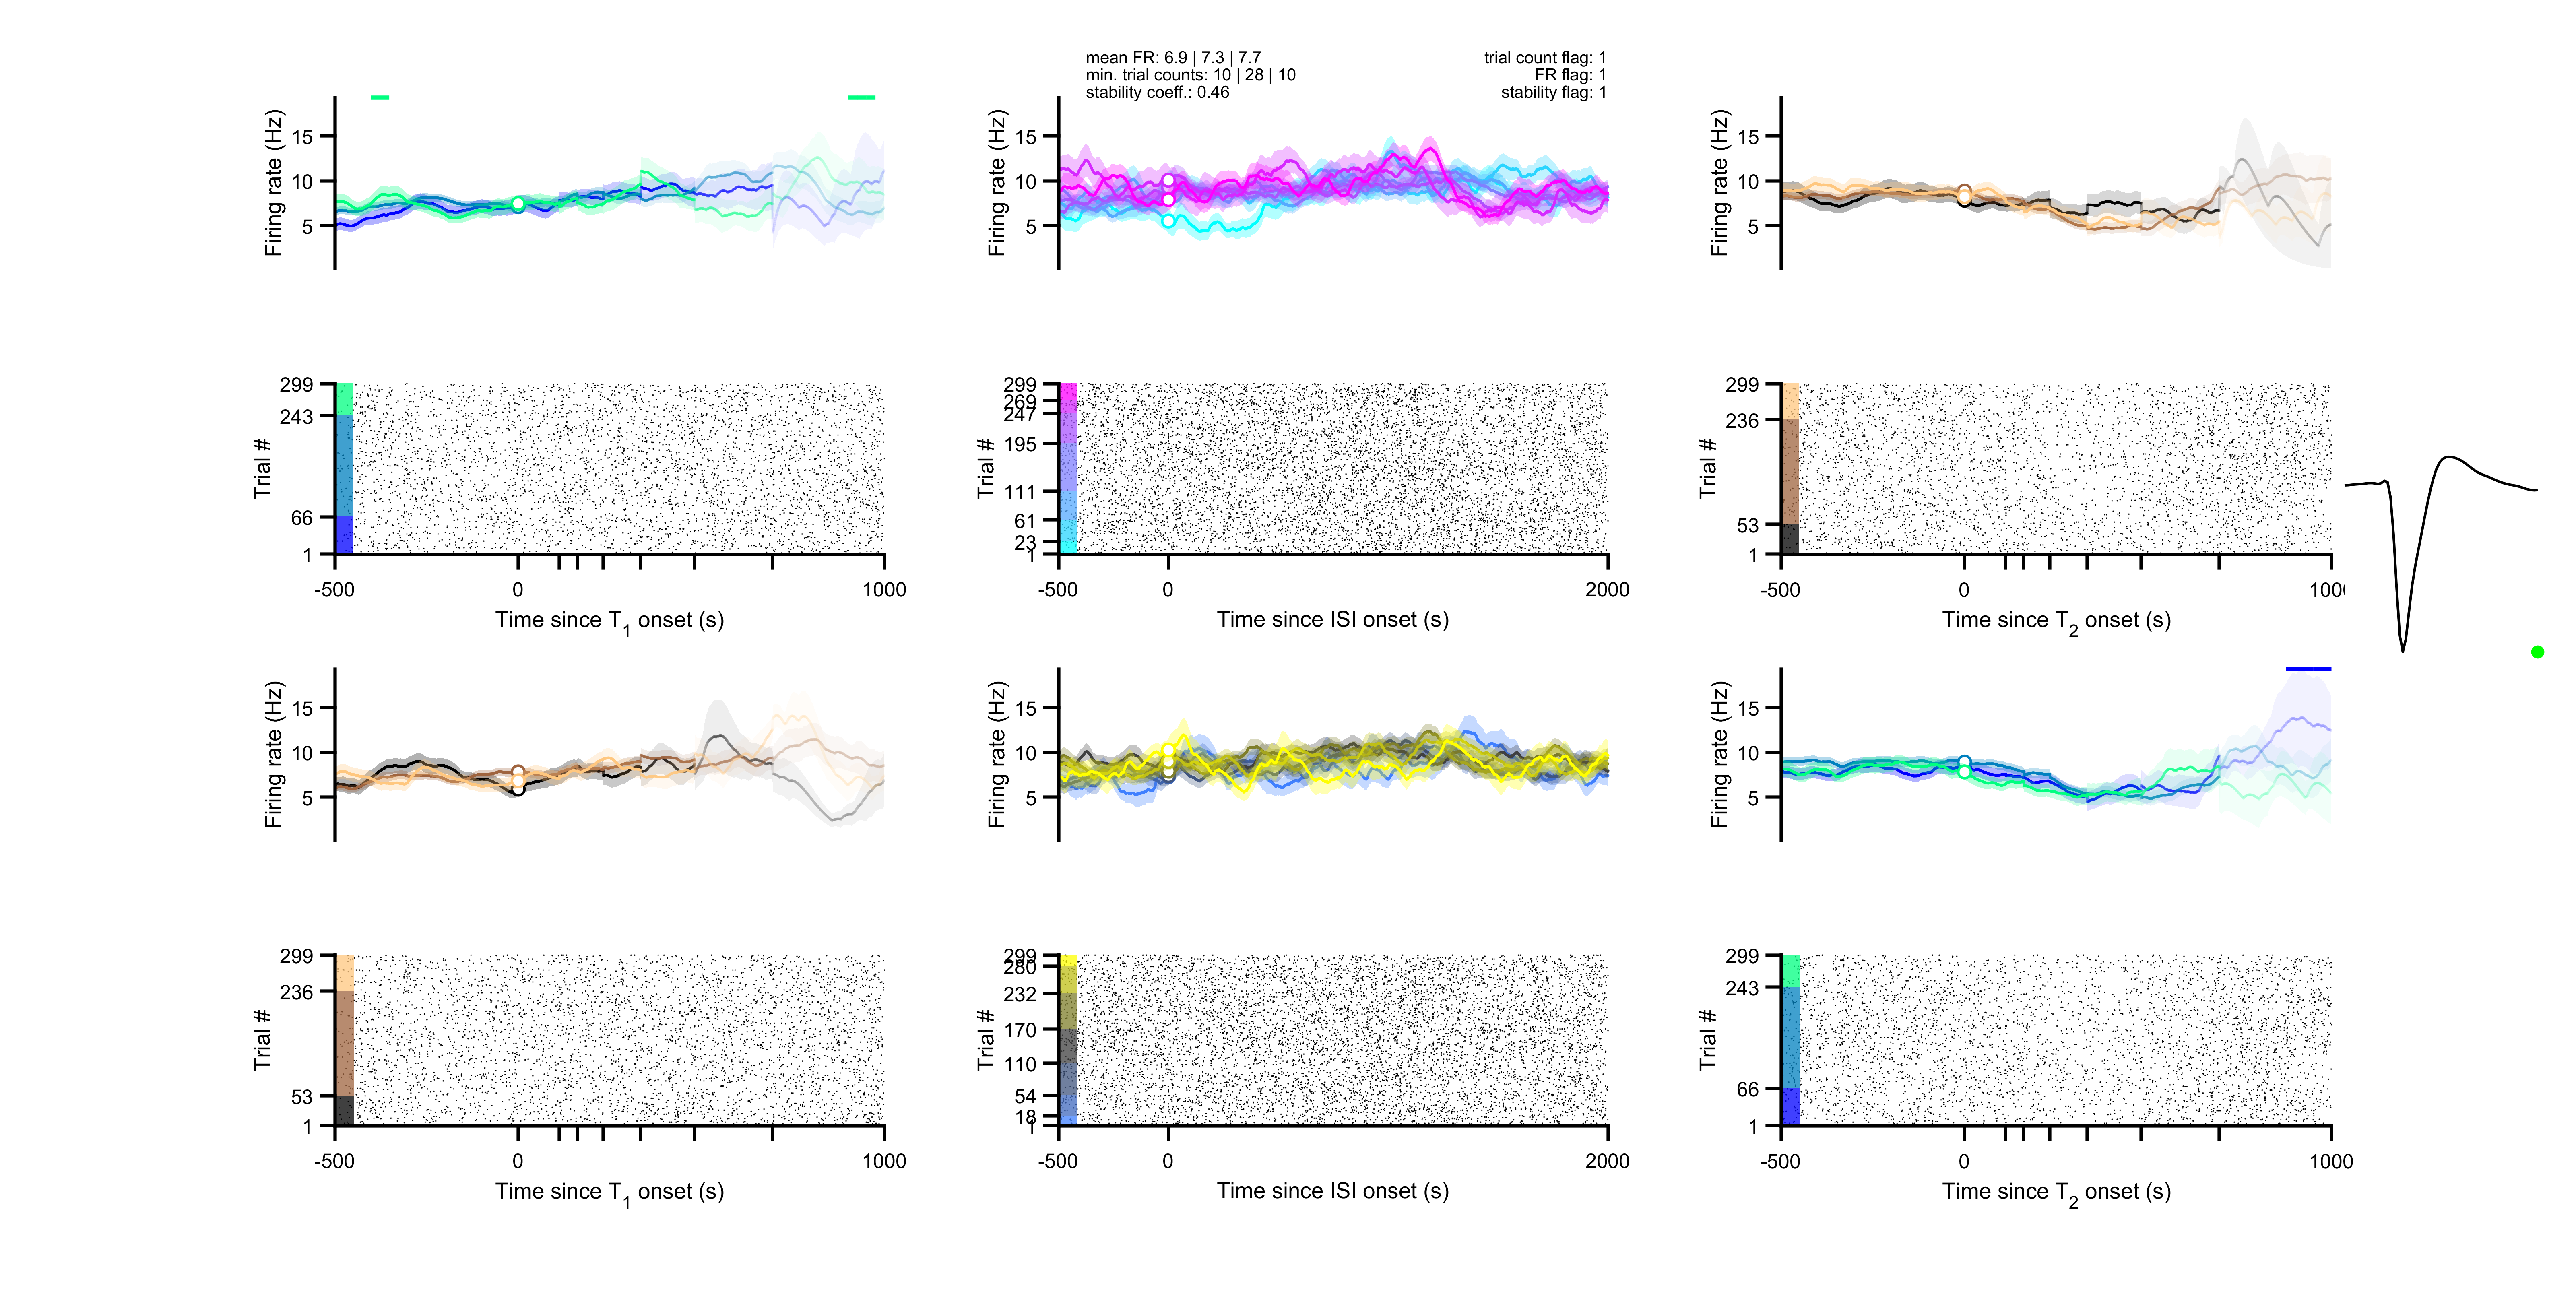 mean FR: 6.9 | 7.3 | 7.7
min. trial counts: 10 | 28 | 10
stability coeff.: 0.46
trial count flag: 1
FR flag: 1
stability flag: 1
Firing rate (Hz)
15
10
5
Firing rate (Hz)
15
10
5
Firing rate (Hz)
15
10
5
Trial #
299
243
66
1
-500
0
1000
Time since T1 onset (s)
Trial #
299
269
247
195
111
61
23
1
-500
0
2000
Time since ISI onset (s)
Trial #
299
236
53
1
-500
0
Time since T2 onset (s)
Firing rate (Hz)
15
10
5
Firing rate (Hz)
15
10
5
Firing rate (Hz)
15
10
5
Trial #
299
236
53
1
-500
0
1000
Time since T1 onset (s)
Trial #
299
280
232
170
110
54
18
1
-500
0
2000
Time since ISI onset (s)
Trial #
299
243
66
1
-500
0
1000
Time since T2 onset (s)